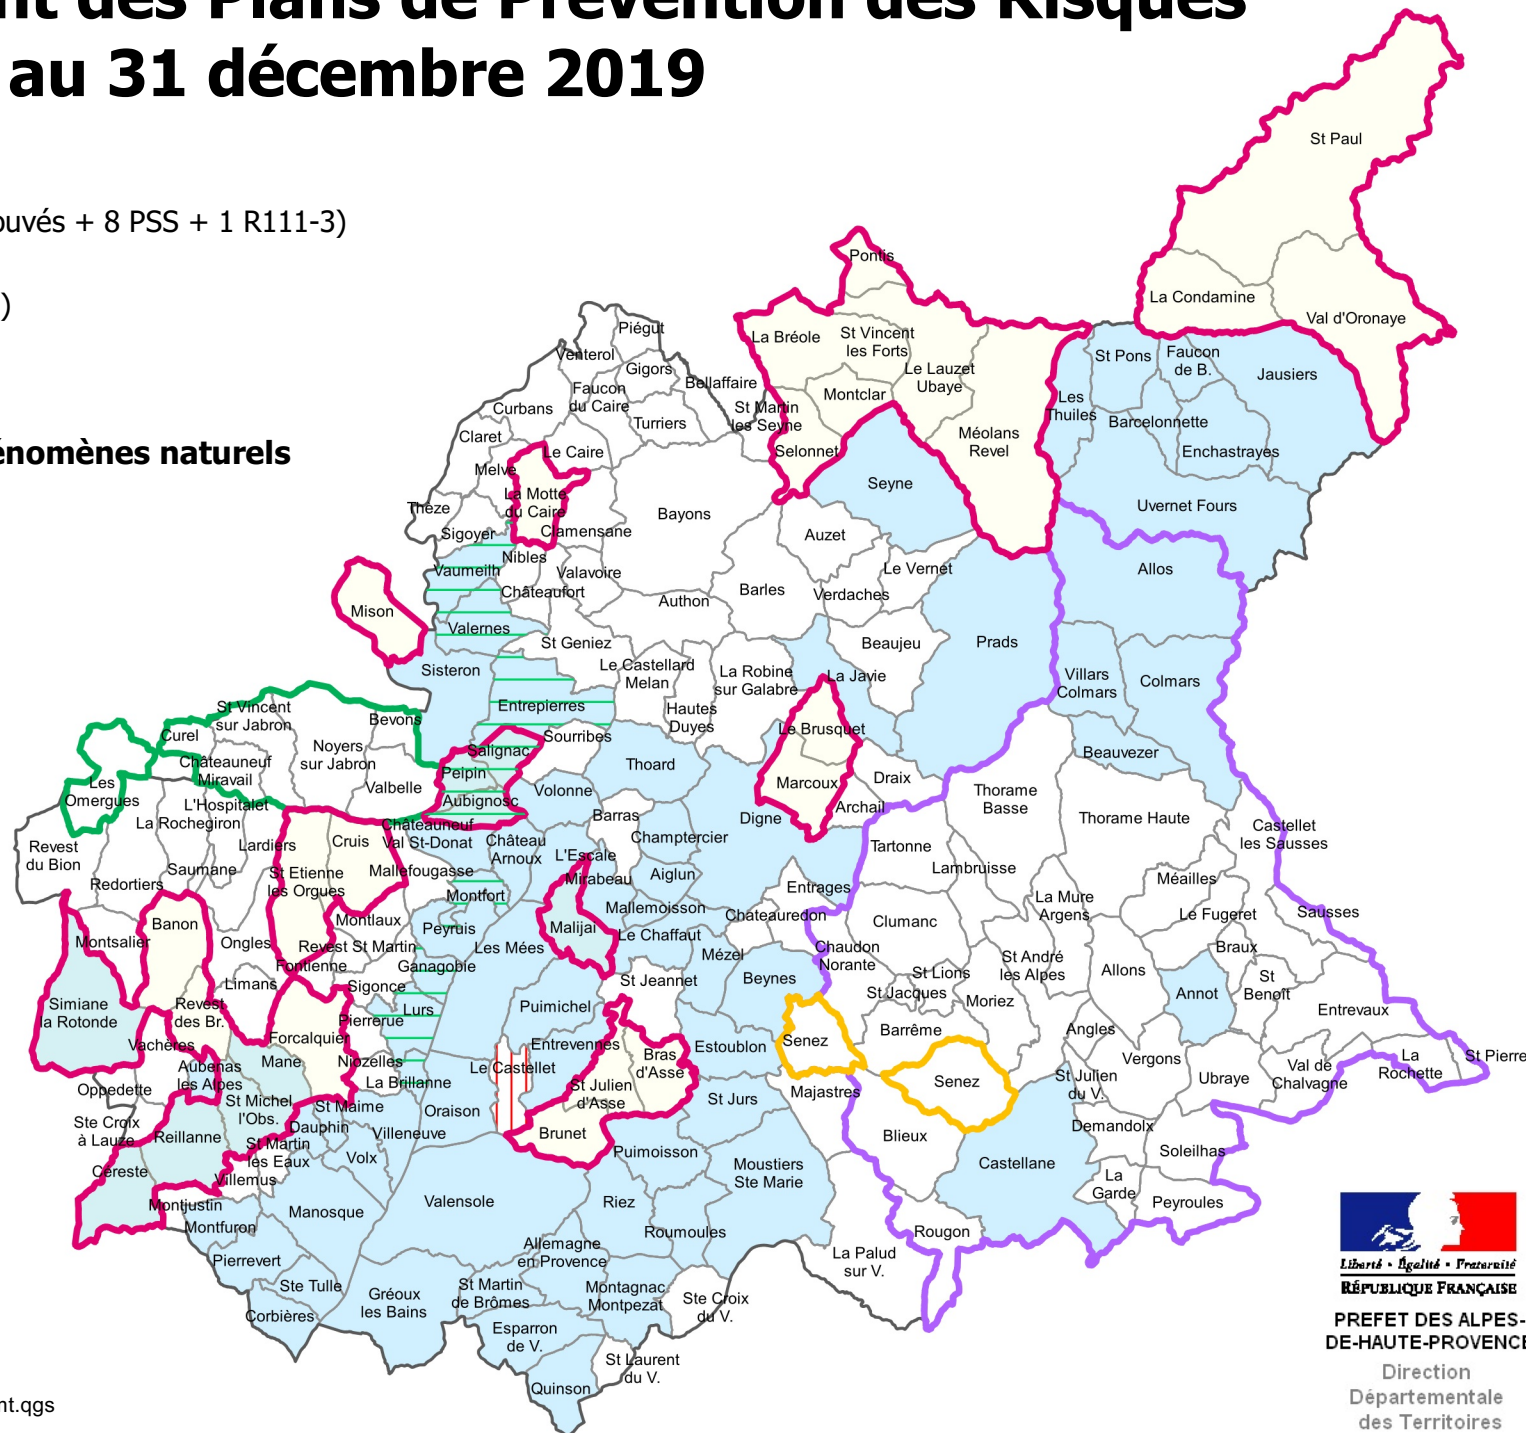 nt des Plans de Prévention des Risques
au 31 décembre 2019
ouvés + 8 PSS + 1 R111-3)
)
énomènes naturels
St Paul
Pontis
La Condamine
Val d'Oronaye
Piégut
La Bréole
St Vincent
les Forts
Venterol
Gigors
Le Lauzet
Ubaye
St Pons
Faucon
de B.
Jausiers
Faucon
du Caire
Bellaffaire
Montclar
Curbans
St Martin
les Seyne
Turriers
Les
Thuiles
Barcelonnette
Claret
Le Caire
Selonnet
Méolans
Revel
Enchastrayes
Melve
La Motte
du Caire
Seyne
Thèze
Uvernet Fours
Bayons
Sigoyer
Clamensane
Auzet
Nibles
Vaumeilh
Valavoire
Le Vernet
Allos
Châteaufort
Barles
Verdaches
Authon
Mison
Valernes
St Geniez
Beaujeu
Prads
Sisteron
Le Castellard
Melan
La Robine
sur Galabre
La Javie
Villars
Colmars
Colmars
Entrepierres
Hautes
Duyes
St Vincent
sur Jabron
Bevons
Curel
Noyers
sur Jabron
Salignac
Sourribes
Le Brusquet
Beauvezer
Châteauneuf
Miravail
Peipin
Thoard
Les
Omergues
Valbelle
Volonne
Marcoux
Draix
Thorame
Basse
L'Hospitalet
Aubignosc
Archail
La Rochegiron
Châteauneuf
Val St-Donat
Barras
Digne
Thorame Haute
Castellet
les Sausses
Revest
du Bion
Lardiers
Cruis
Château
Arnoux
L'Escale
Champtercier
Tartonne
Saumane
St Etienne
les Orgues
Mallefougasse
Mirabeau
Aiglun
Lambruisse
Redortiers
Montfort
Entrages
Méailles
Mallemoisson
Châteauredon
La Mure
Argens
Banon
Montlaux
Peyruis
Malijai
Clumanc
Le Fugeret
Sausses
Montsalier
Ongles
Revest St Martin
Les Mées
Le Chaffaut
Mézel
Chaudon
Norante
St André
les Alpes
Braux
Fontienne
Ganagobie
St Lions
Allons
St
Benoît
Limans
Sigonce
St Jeannet
Beynes
St Jacques
Moriez
Annot
Simiane
la Rotonde
Revest
des Br.
Pierrerue
Lurs
Puimichel
Entrevaux
Vachères
Forcalquier
Entrevennes
Estoublon
Senez
Barrême
Angles
Aubenas
les Alpes
Mane
Niozelles
Le Castellet
Bras
d'Asse
Vergons
Val de
Chalvagne
La
Rochette
St Pierre
Oppedette
La Brillanne
St Julien
d'Asse
Majastres
Senez
St Julien
du V.
Ubraye
St Michel
l'Obs.
St Maime
Oraison
St Jurs
Ste Croix
à Lauze
Dauphin
Reillanne
Villeneuve
Brunet
Blieux
Demandolx
St Martin
les Eaux
Volx
Puimoisson
Soleilhas
Céreste
Villemus
Moustiers
Ste Marie
Castellane
La
Garde
Montjustin
Manosque
Valensole
Riez
Peyroules
Montfuron
Roumoules
Rougon
Pierrevert
Allemagne
en Provence
La Palud
sur V.
Ste Tulle
Gréoux
les Bains
St Martin
de Brômes
Montagnac
Montpezat
Ste Croix
du V.
Corbières
Esparron
de V.
St Laurent
du V.
Quinson
Liberté • Égalité • Fraternité
RÉPUBLIQUE FRANÇAISE
PREFET DES ALPES-
DE-HAUTE-PROVENCE
Direction
Départementale
des Territoires
nt.qgs